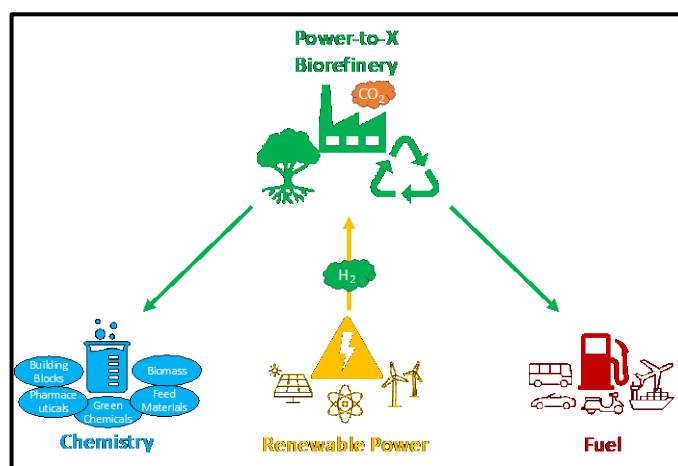 Power-to-X
Biorefinery
CO2
H2
Building
Blocks
Biomass
Pharmace
uticals
Green
Chemicals
Feed
Materials
Chemistry
Renewable Power
Fuel